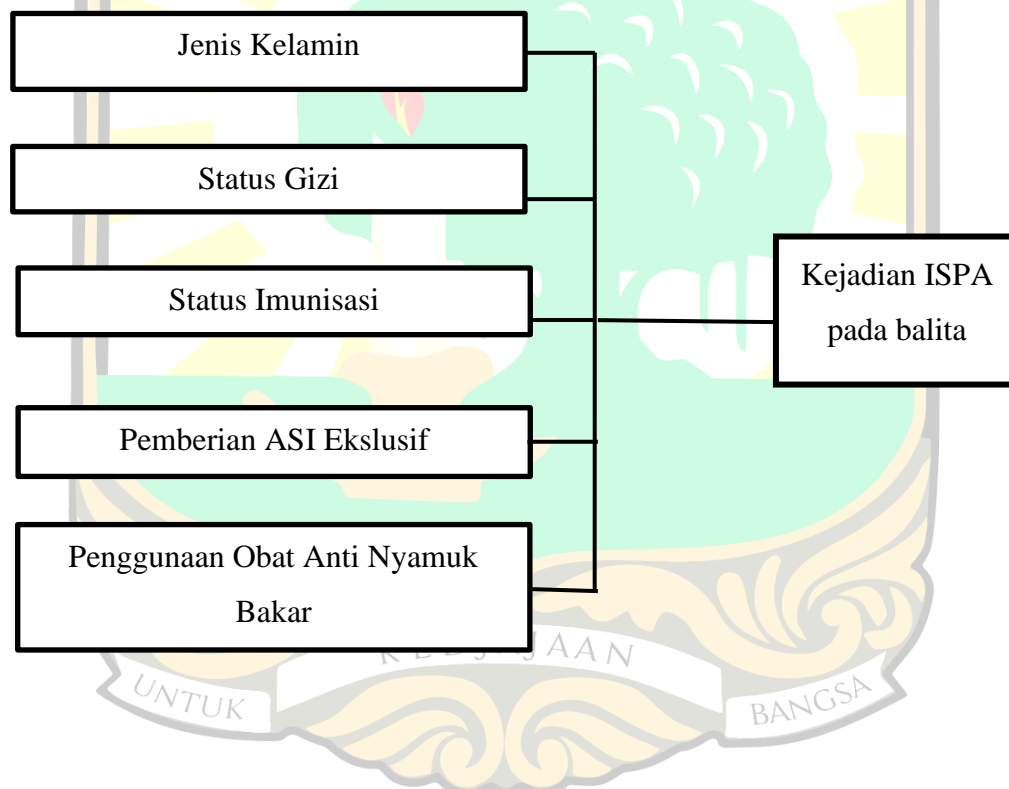 Jenis Kelamin
Status Gizi
Status Imunisasi
Kejadian ISPA
pada balita
Pemberian ASI Ekslusif
Penggunaan Obat Anti Nyamuk
Bakar
UNTUK
BANGSA